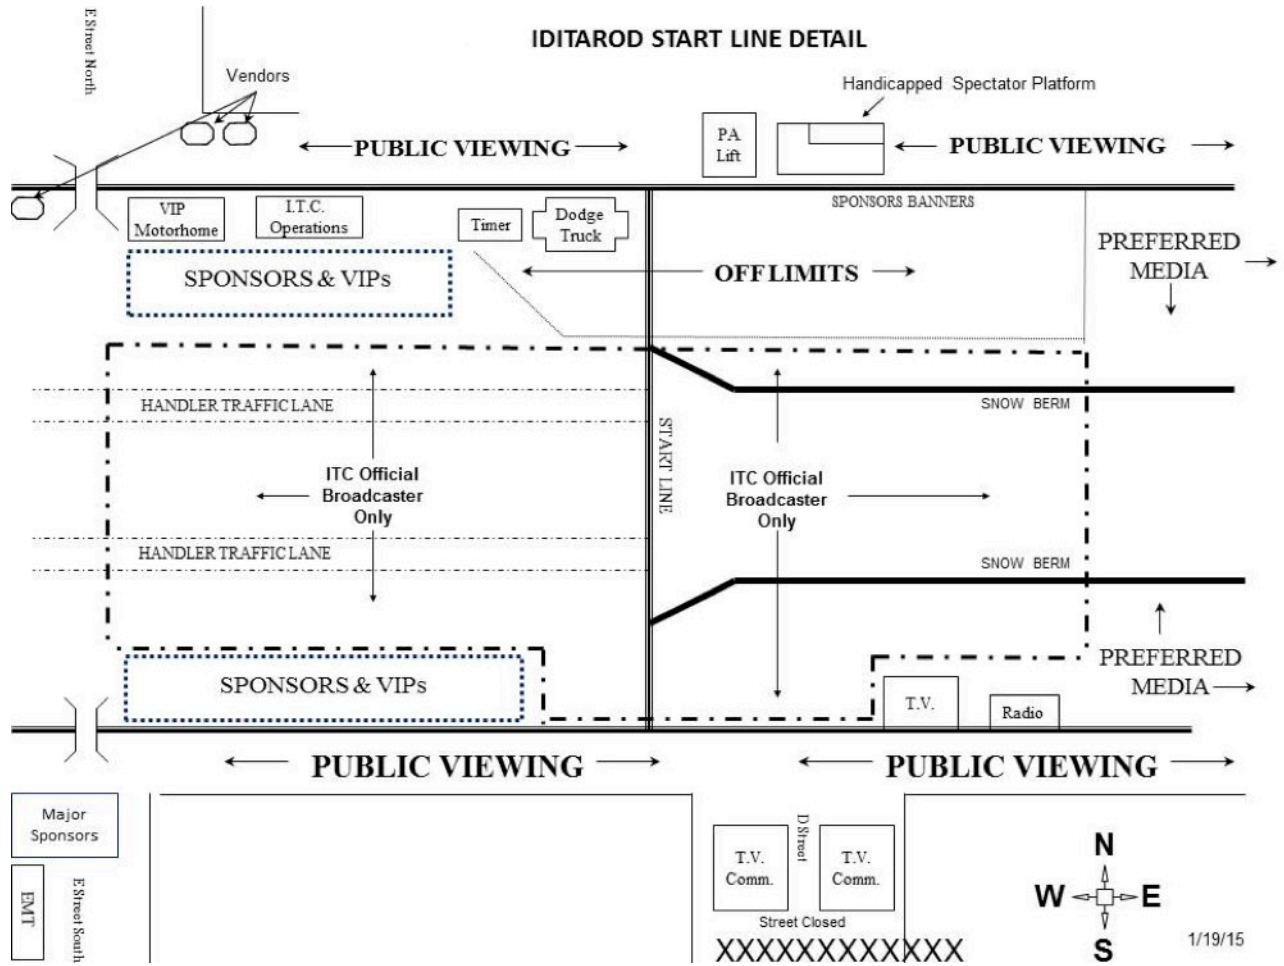 IDITAROD START LINE DETAIL
E Street North
Vendors
Handicapped Spectator Platform
PA
Lift
PUBLIC VIEWING
PUBLIC VIEWING
VIP
Motorhome
I.T.C.
Operations
Timer
Dodge
Truck
SPONSORS BANNERS
PREFERRED
MEDIA
SPONSORS & VIPs
OFF LIMITS
HANDLER TRAFFIC LANE
SNOW BERM
START LINE
ITC Official
Broadcaster
Only
ITC Official
Broadcaster
Only
HANDLER TRAFFIC LANE
SNOW BERM
SPONSORS & VIPs
PREFERRED
MEDIA
T.V.
Radio
PUBLIC VIEWING
PUBLIC VIEWING
Major
Sponsors
EMT
E Street South
T.V.
Comm.
D Street
T.V.
Comm.
Street Closed
XXXXXXXXXXXX
N
W
E
S
1/19/15